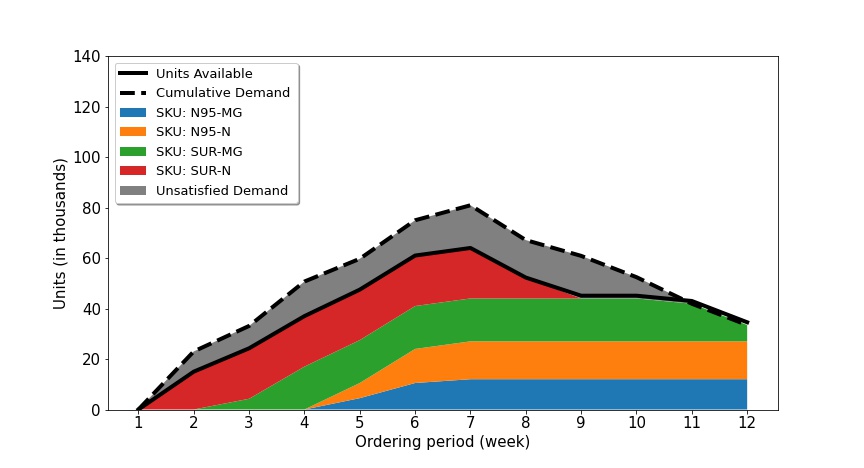 140
120
100
80
60
40
20
0
Units (in thousands)
Units Available
Cumulative Demand
SKU: N95-MG
SKU: N95-N
SKU: SUR-MG
SKU: SUR-N
Unsatisfied Demand
1 2 3 4 5 6 7 8 9 10 11 12
Ordering period (week)